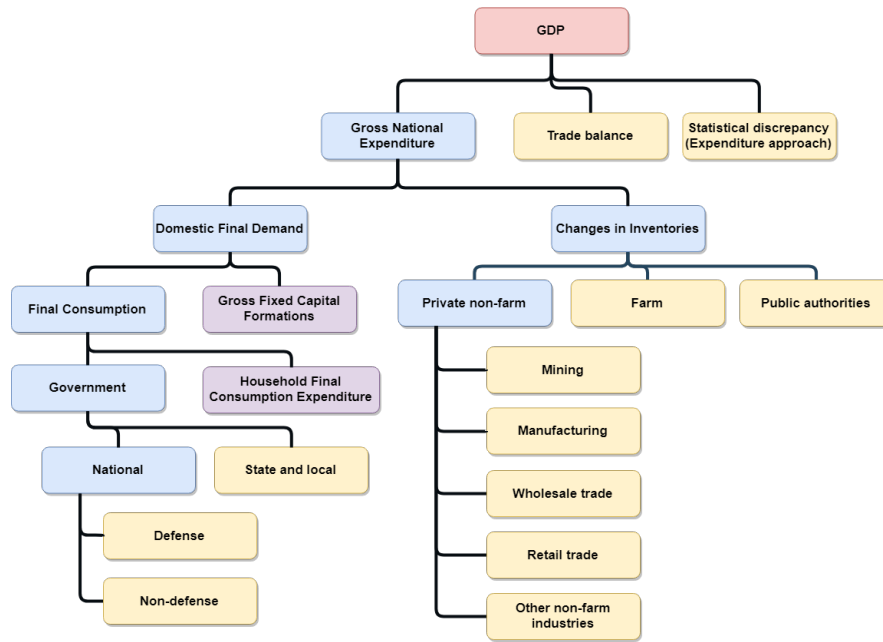 GDP
Gross National
Expenditure
Trade balance
Statistical discrepancy
(Expenditure approach)
Domestic Final Demand
Changes in Inventories
Final Consumption
Gross Fixed Capital
Formations
Private non-farm
Farm
Public authorities
Government
Household Final
Consumption Expenditure
Mining
Manufacturing
National
State and local
Wholesale trade
Defense
Retail trade
Non-defense
Other non-farm
industries